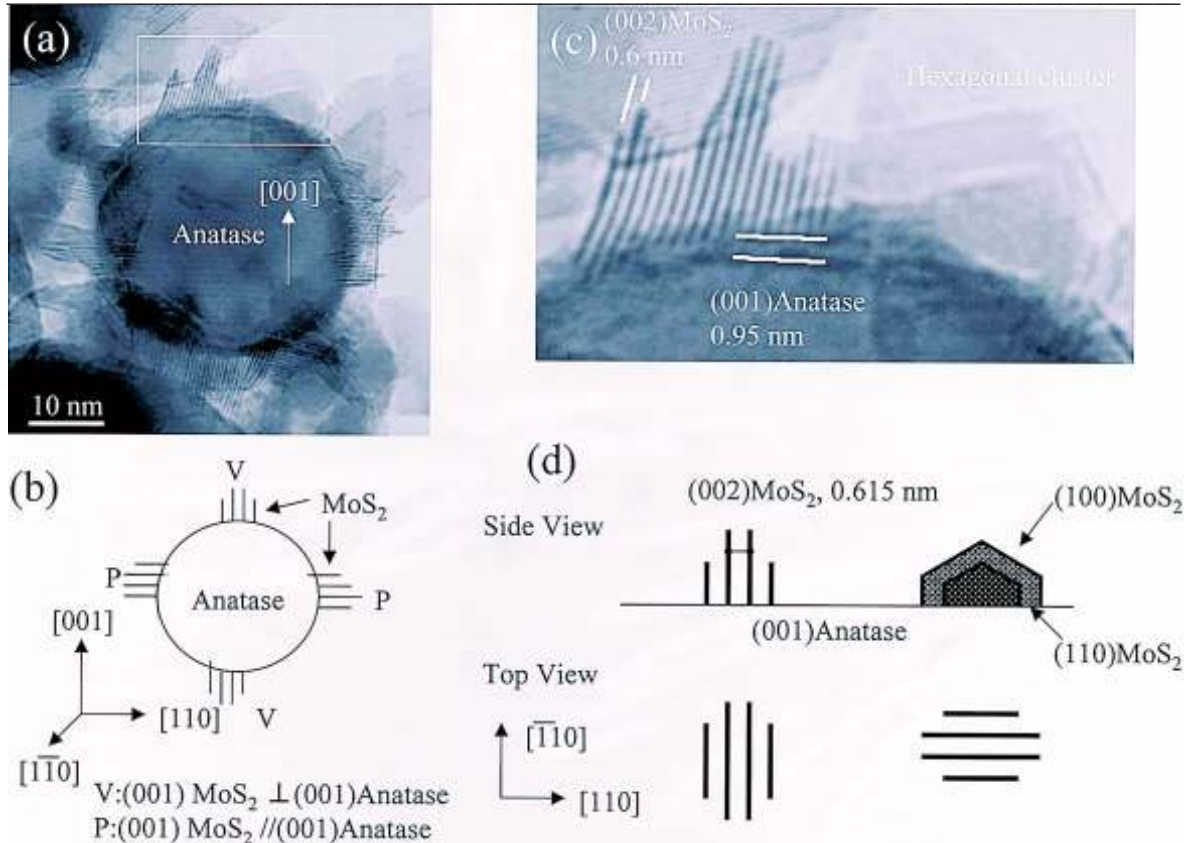 (a)
[001]
Anatase
10 nm
(c)
(002)MoS₂
0.6 nm
Hexagonal cluster
(001)Anatase
0.95 nm
(b)
V
MoS₂
P
Anatase
P
[001]
[110]
V
[1̅1̅0]
V:(001) MoS₂ ⊥(001)Anatase
P:(001) MoS₂ //(001)Anatase
(d)
(002)MoS₂, 0.615 nm
(100)MoS₂
Side View
(001)Anatase
(110)MoS₂
Top View
[1̅1̅0]
[110]